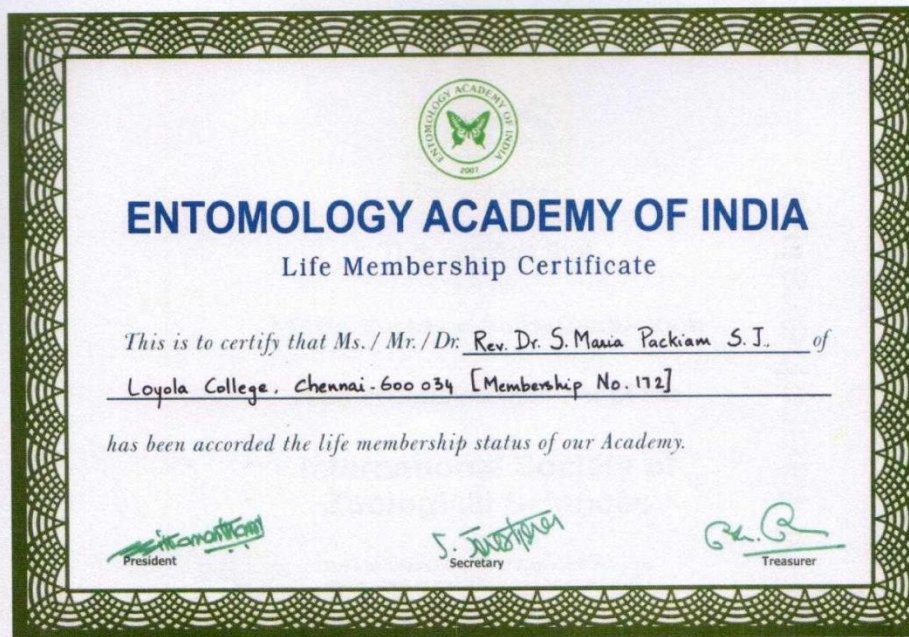 ENTOMOLOGY ACADEMY OF INDIA
2007
ENTOMOLOGY ACADEMY OF INDIA
Life Membership Certificate
This is to certify that Ms. / Mr. / Dr. Rev. Dr. S. Maria Packiam S. J. of
Loyola College, Chennai - 600 034 [Membership No. 172]
has been accorded the life membership status of our Academy.
President
Secretary
Treasurer